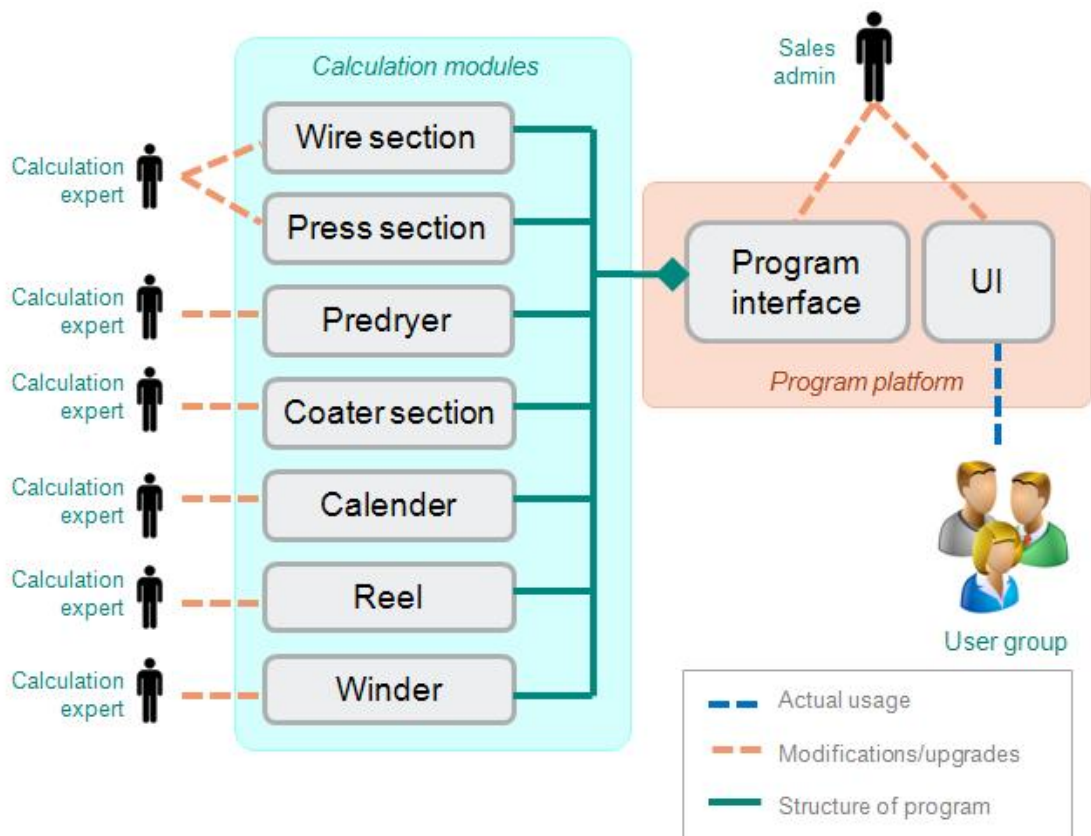 Calculation modules
Sales
admin
Wire section
Calculation
expert
Press section
Calculation
expert
Predryer
Calculation
expert
Coater section
Calculation
expert
Calender
Calculation
expert
Reel
Calculation
expert
Winder
Program
interface
UI
Program platform
User group
Actual usage
Modifications/upgrades
Structure of program